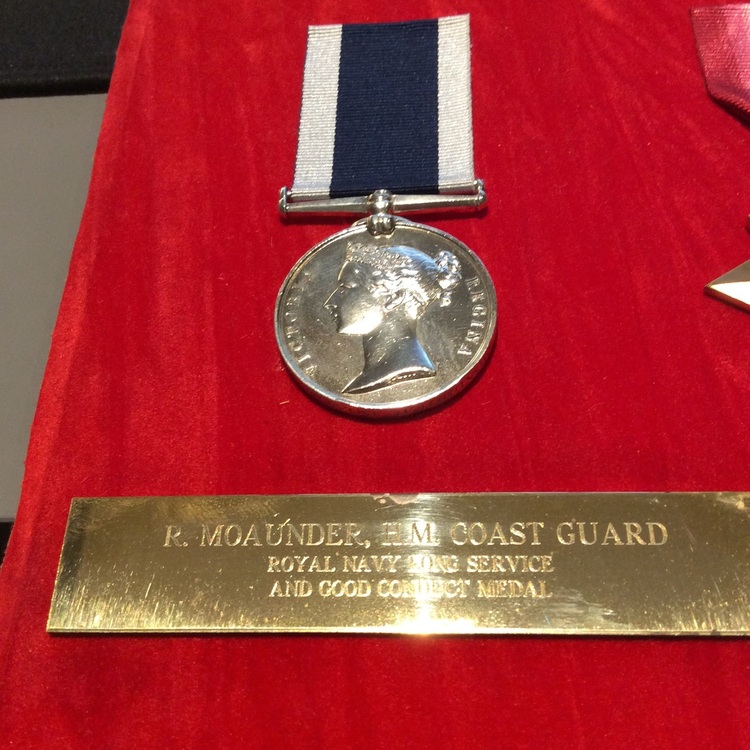 VICTORIA REGINA
R. MOAUNDER, H.M. COAST GUARD
ROYAL NAVY LONG SERVICE
AND GOOD CONDUCT MEDAL